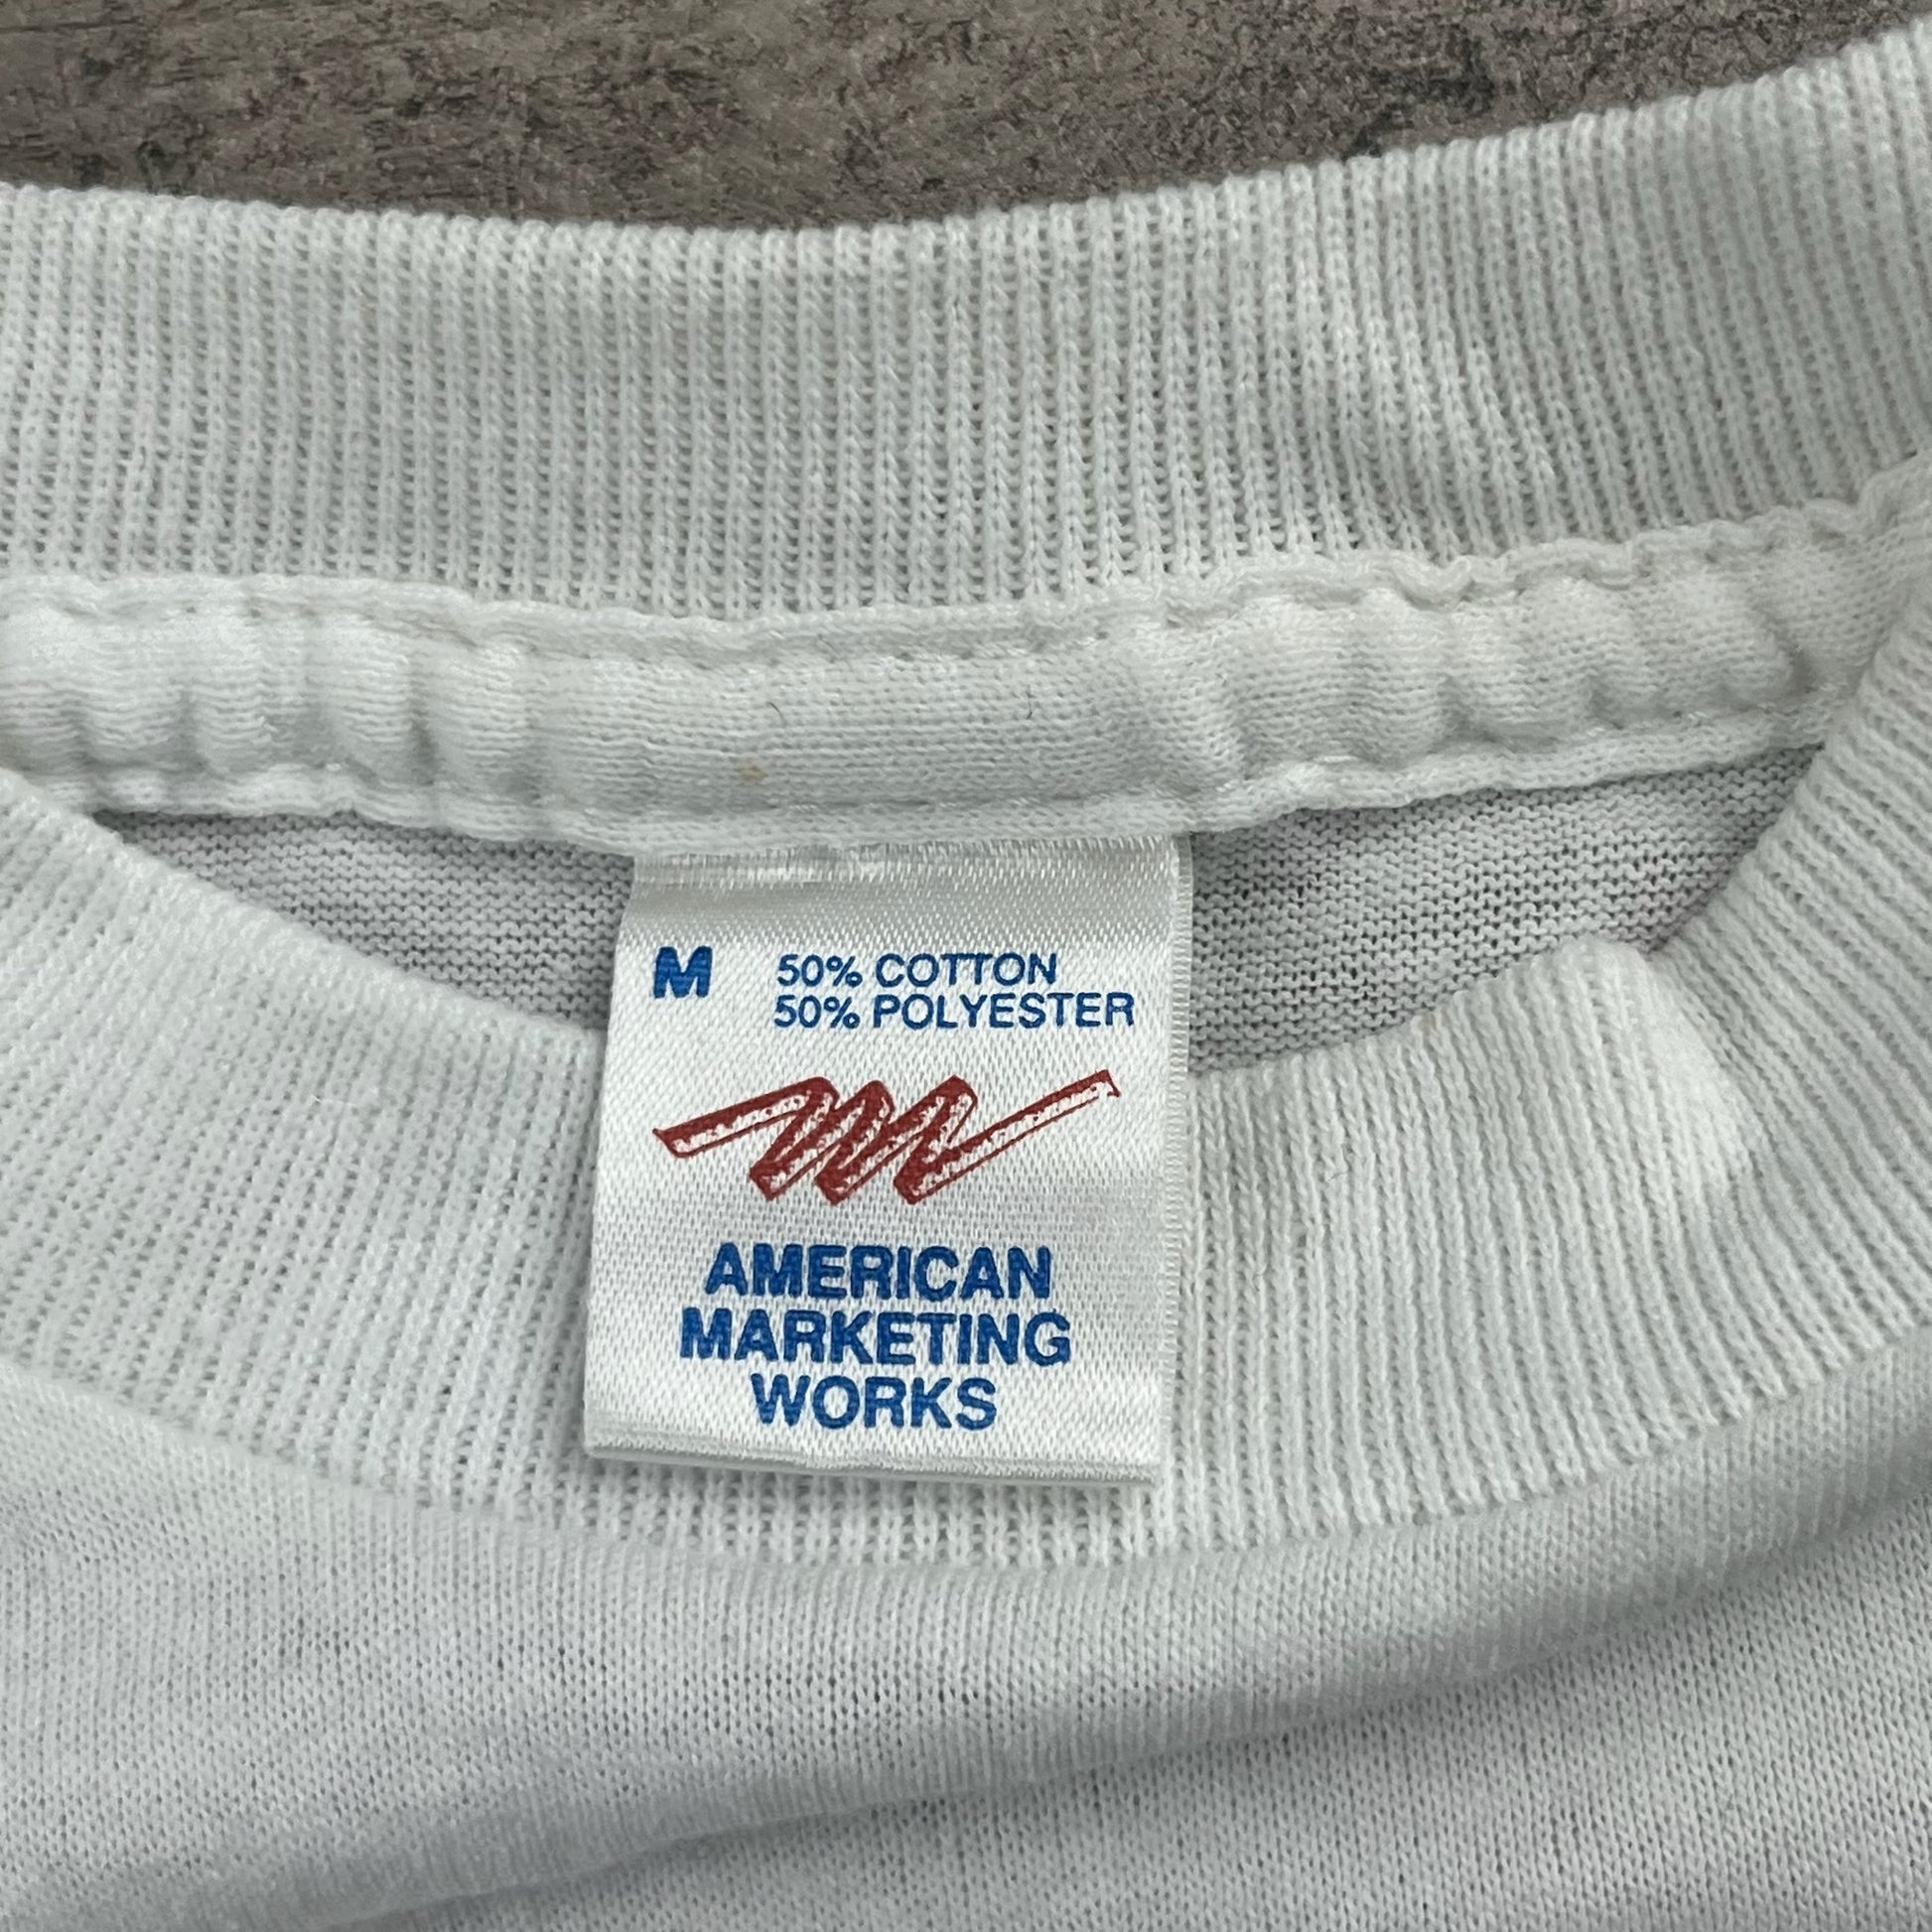 M 50% COTTON
50% POLYESTER
AMERICAN
MARKETING
WORKS